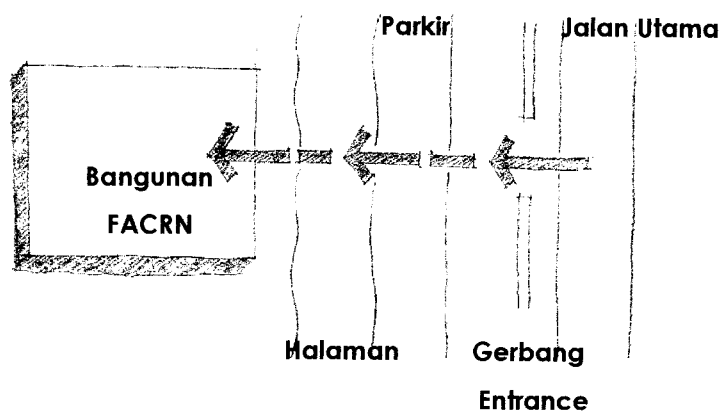 Parkir
Jalan Utama
Bangunan
FACRN
Halaman
Gerbang
Entrance